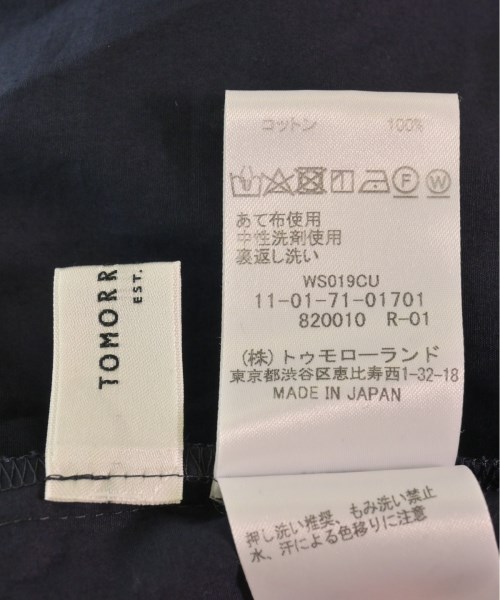 コットン 100%
F W
あて布使用
中性洗剤使用
裏返し洗い
WS019CU
11-01-71-01701
820010 R-01
(株)トゥモローランド
東京都渋谷区恵比寿西1-32-18
MADE IN JAPAN
TOMORR
EST.
押し洗い推奨、もみ洗い禁止
水、汗による色移りに注意